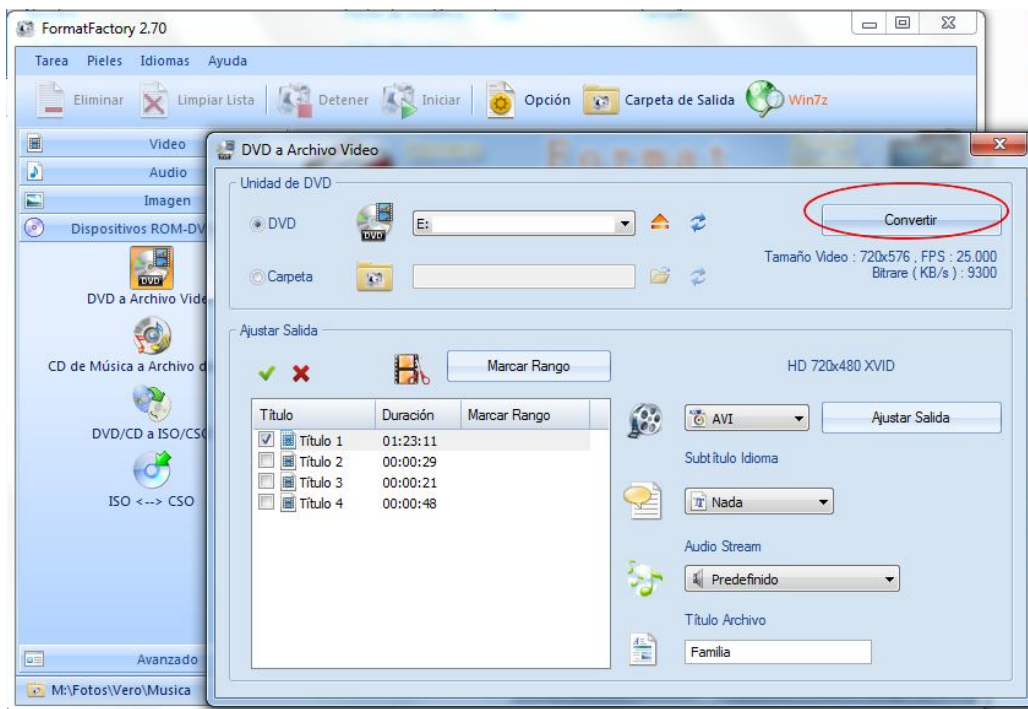 FormatFactory 2.70
Tarea Pieles Idiomas Ayuda
Eliminar Limpiar Lista Detener Iniciar Opción Carpeta de Salida Win7z
Video
Audio
Imagen
Dispositivos ROM-DV
DVD
DVD a Archivo Vide
CD de Música a Archivo d
DVD/CD a ISO/CS
ISO <--> CSO
Avanzado
M:\Fotos\Vero\Musica
DVD a Archivo Video
Unidad de DVD
DVD DVD E: Convertir
Tamaño Video : 720x576 , FPS : 25.000
Bitrare ( KB/s ) : 9300
Carpeta
Ajustar Salida
Marcar Rango HD 720x480 XVID
Título Duración Marcar Rango
Título 1 01:23:11
Título 2 00:00:29
Título 3 00:00:21
Título 4 00:00:48
AVI Ajustar Salida
Subtítulo Idioma
Nada
Audio Stream
Predefinido
Título Archivo
Familia